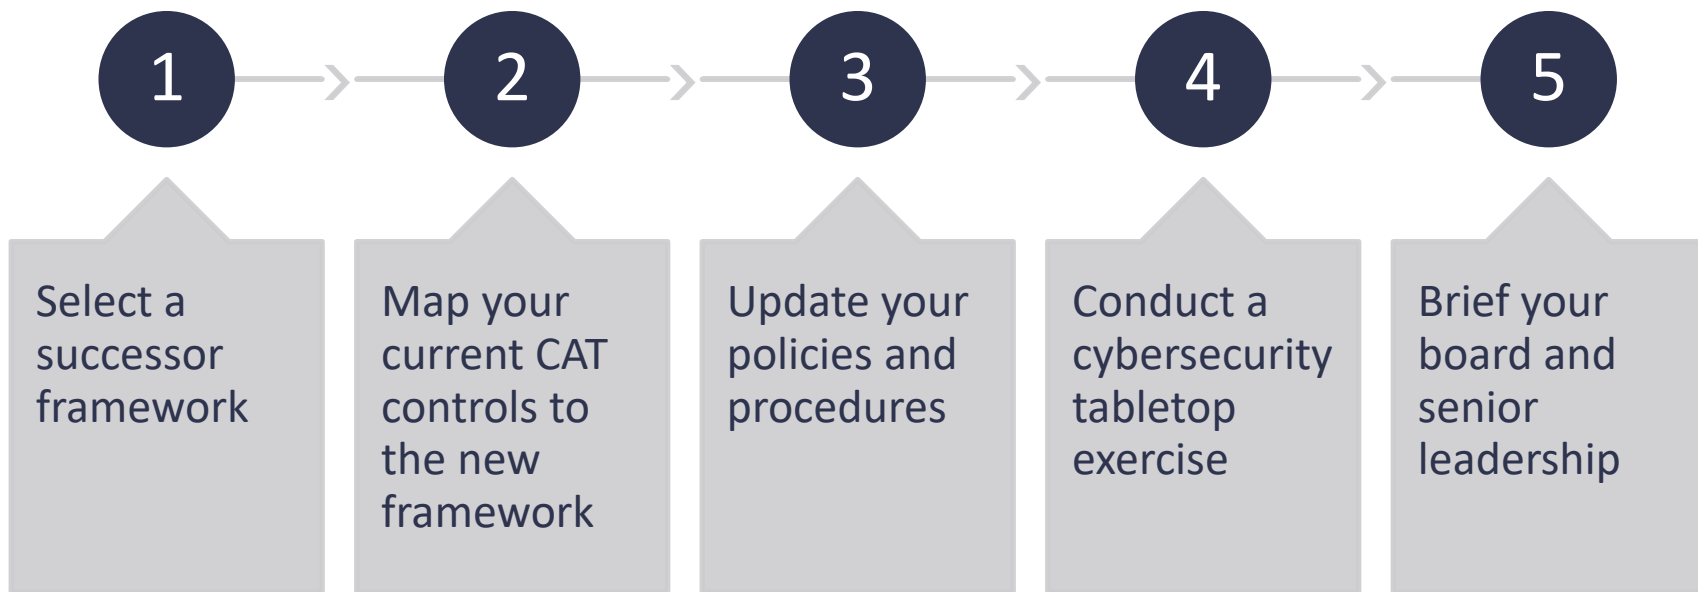 1
2
3
4
5
Select a
successor
framework
Map your
current CAT
controls to
the new
framework
Update your
policies and
procedures
Conduct a
cybersecurity
tabletop
exercise
Brief your
board and
senior
leadership